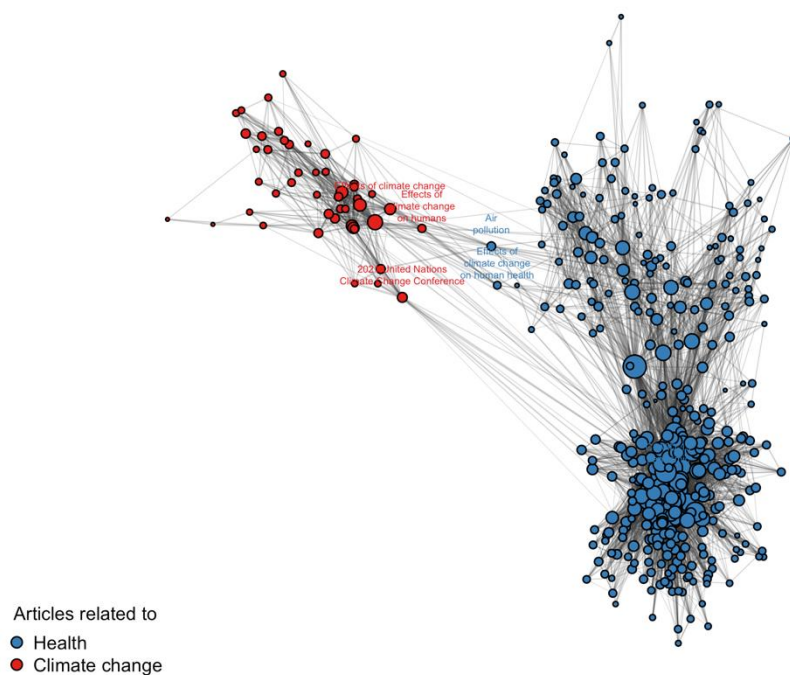 of climate change
Effects of
climate change
on humans
Air
pollution
Effects of
climate change
on human health
United Nations
Climate Change Conference
Articles related to
Health
Climate change